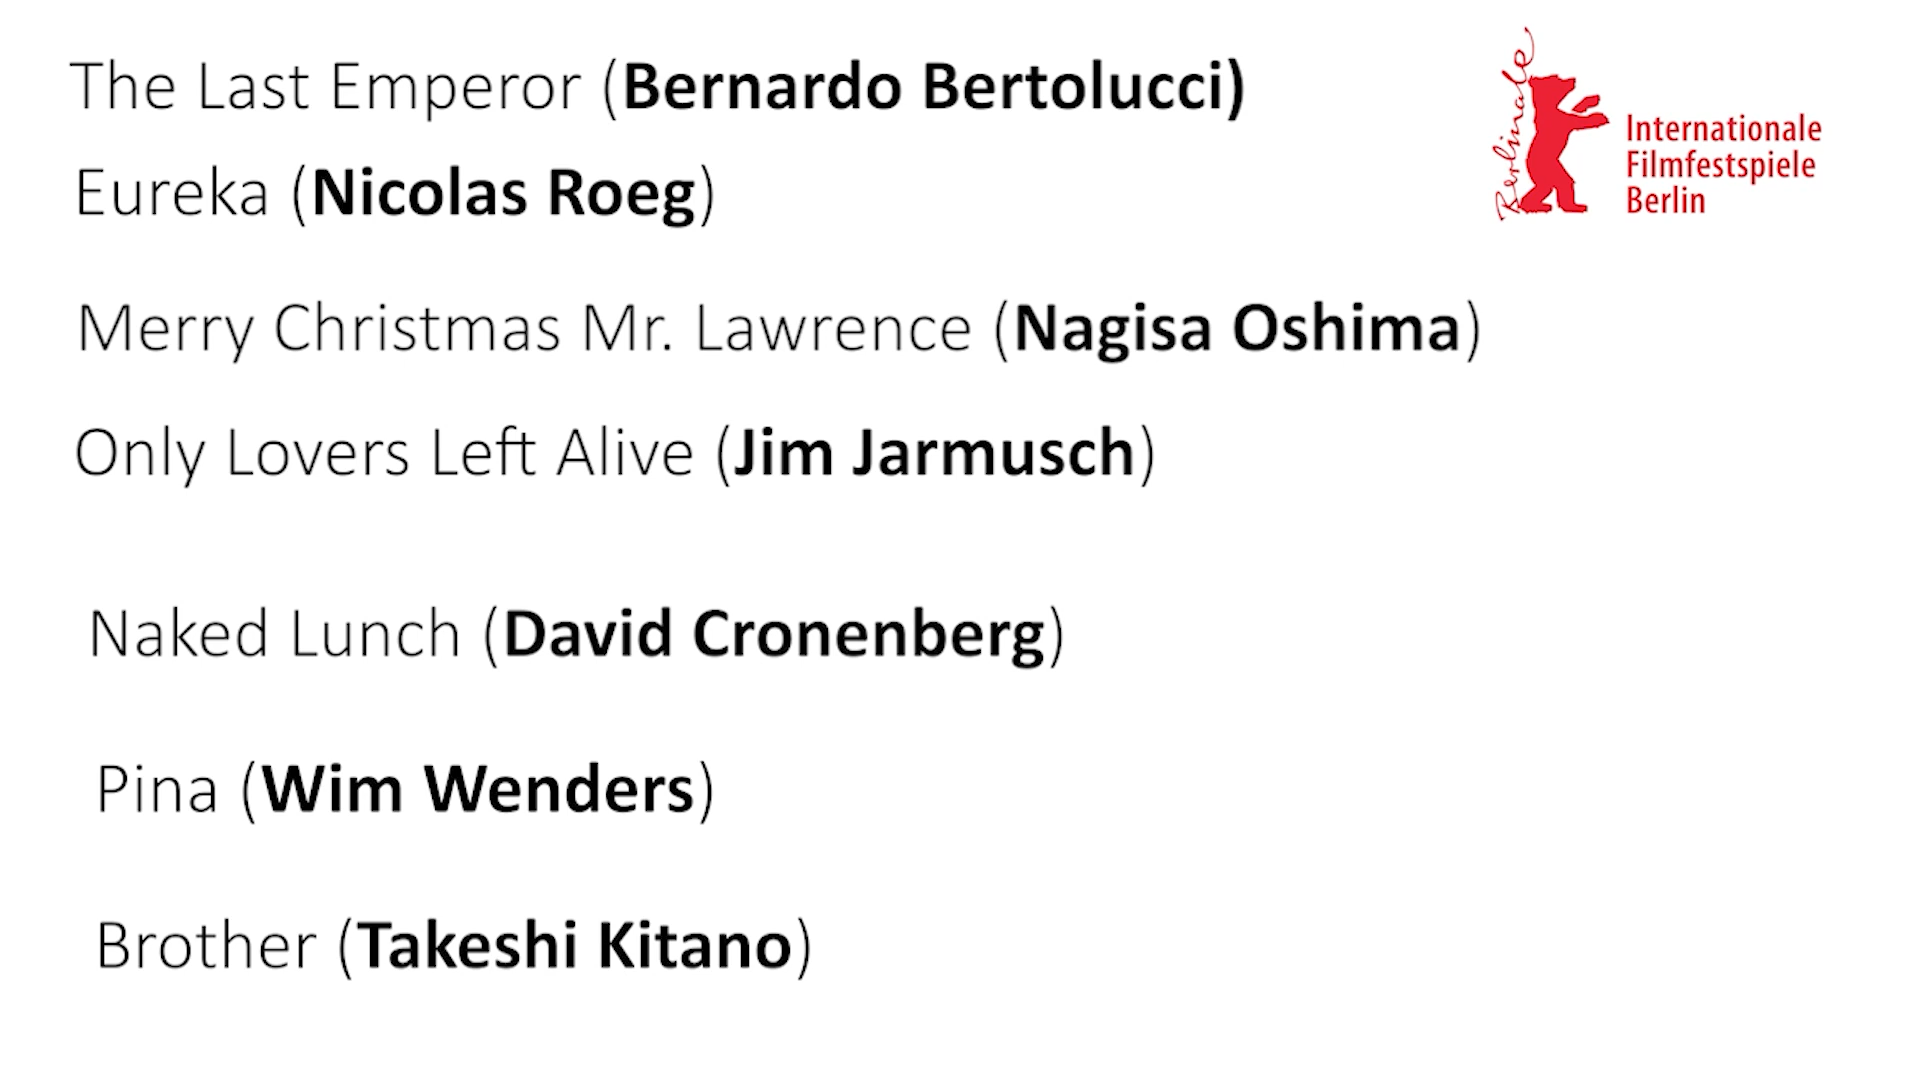 The Last Emperor (Bernardo Bertolucci)
Eureka (Nicolas Roeg)
Merry Christmas Mr. Lawrence (Nagisa Oshima)
Only Lovers Left Alive (Jim Jarmusch)
Naked Lunch (David Cronenberg)
Pina (Wim Wenders)
Brother (Takeshi Kitano)
Berlinale
Internationale
Filmfestspiele
Berlin